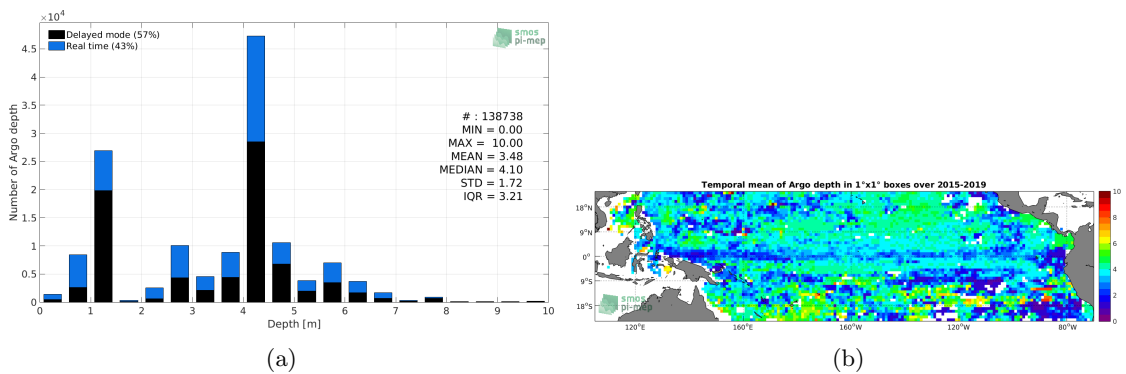 ×10⁴
Delayed mode (57%)
Real time (43%)
smos
pi-mep
4.5
4
3.5
3
2.5
2
1.5
1
0.5
0
Number of Argo depth
# : 138738
MIN = 0.00
MAX = 10.00
MEAN = 3.48
MEDIAN = 4.10
STD = 1.72
IQR = 3.21
0 1 2 3 4 5 6 7 8 9 10
Depth [m]
(a)
Temporal mean of Argo depth in 1°x1° boxes over 2015-2019
18°N
9°N
0°
9°S
18°S
smos
pi-mep
120°E 160°E 160°W 120°W 80°W
10
8
6
4
2
0
(b)